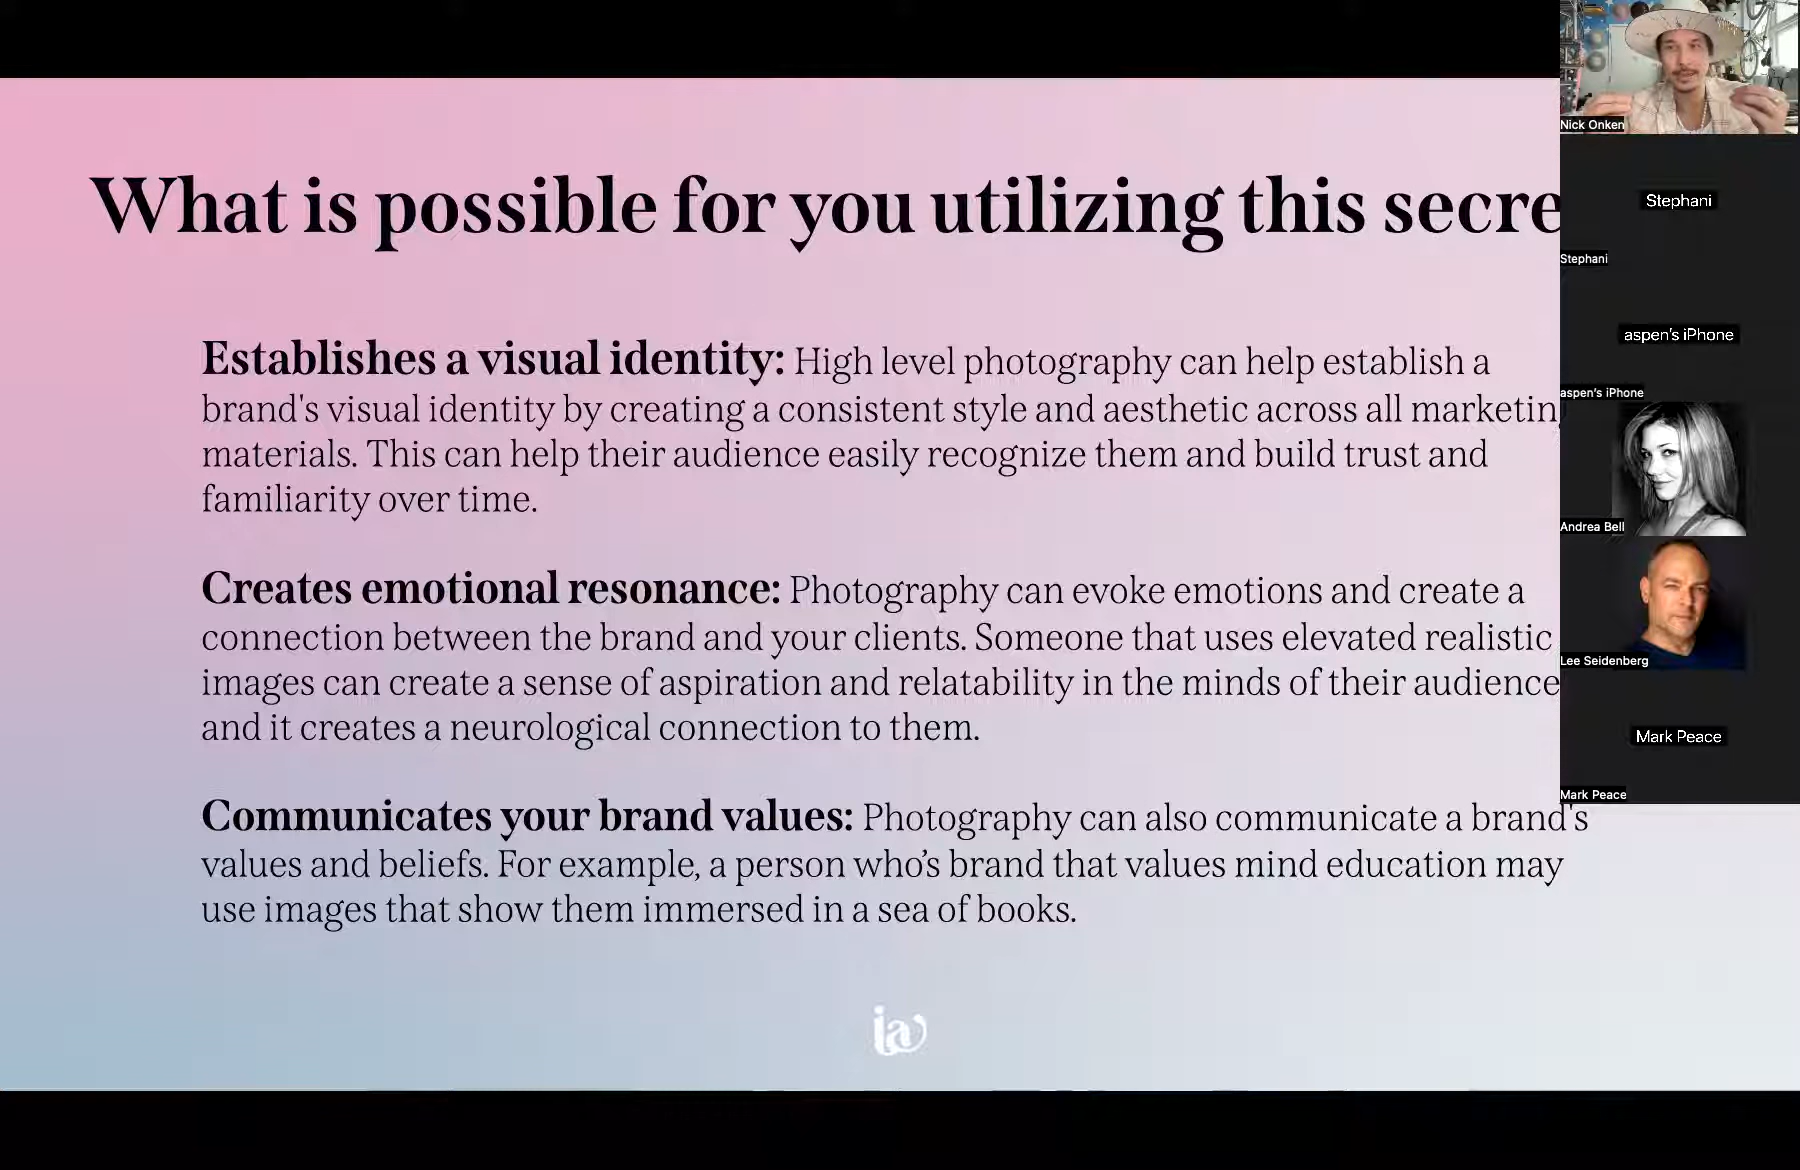 What is possible for you utilizing this secre
Establishes a visual identity: High level photography can help establish a
brand's visual identity by creating a consistent style and aesthetic across all marketin
materials. This can help their audience easily recognize them and build trust and
familiarity over time.
Creates emotional resonance: Photography can evoke emotions and create a
connection between the brand and your clients. Someone that uses elevated realistic
images can create a sense of aspiration and relatability in the minds of their audience
and it creates a neurological connection to them.
Communicates your brand values: Photography can also communicate a brand's
values and beliefs. For example, a person who’s brand that values mind education may
use images that show them immersed in a sea of books.
Nick Onken
Stephani
Stephani
aspen’s iPhone
aspen’s iPhone
Andrea Bell
Lee Seidenberg
Mark Peace
Mark Peace